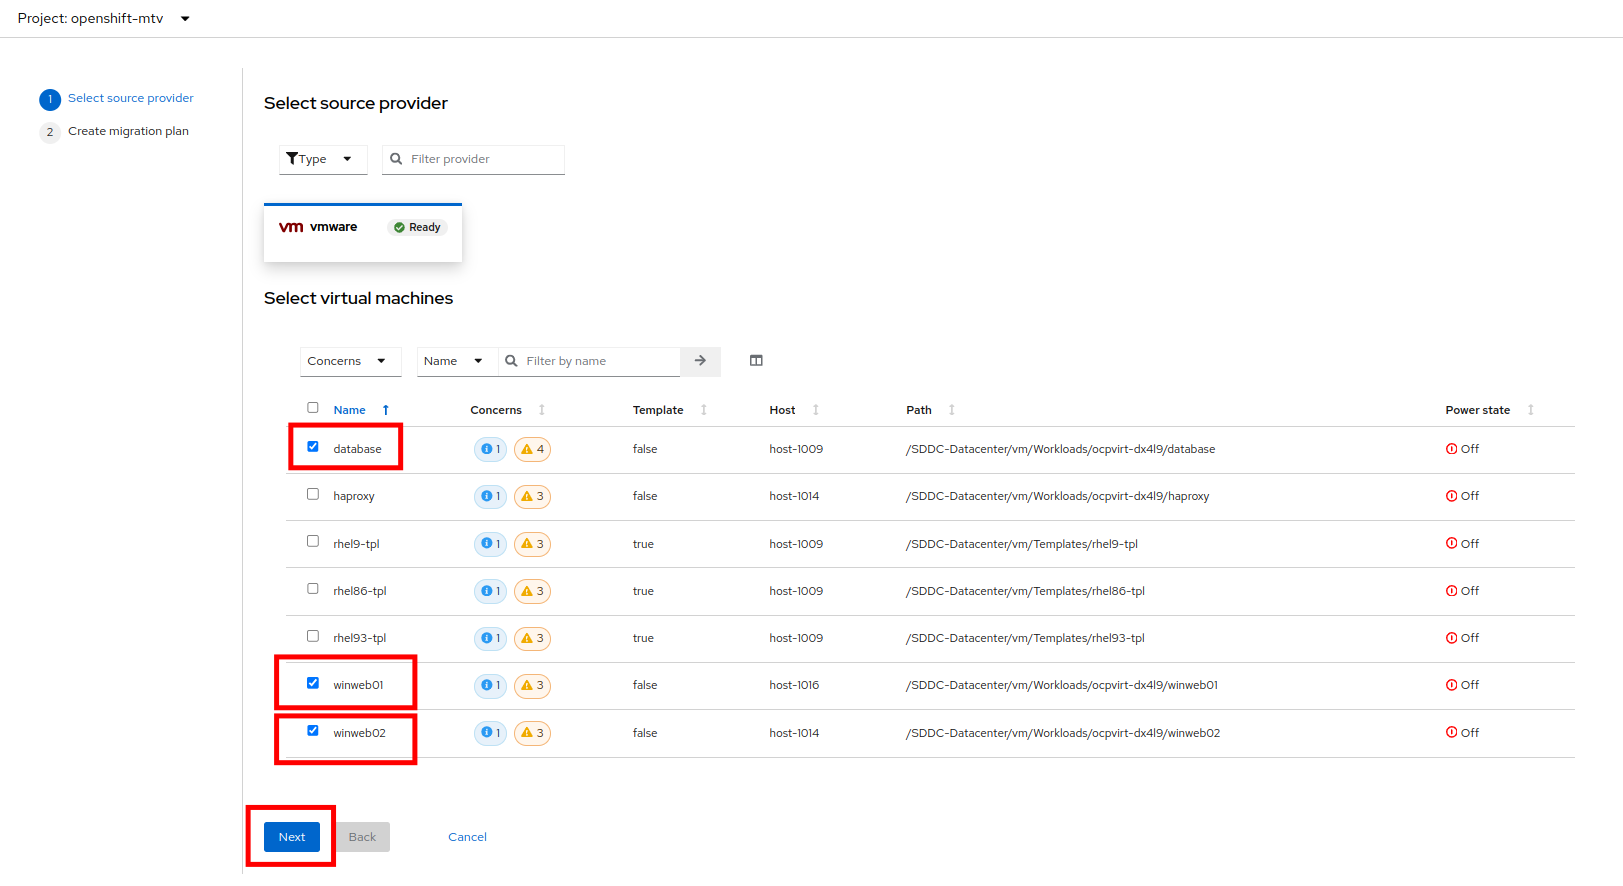 Project: openshift-mtv
1 Select source provider
2 Create migration plan
Select source provider
Type Filter provider
vm vmware Ready
Select virtual machines
Concerns Name Filter by name
Name Concerns Template Host Path Power state
database 1 4 false host-1009 /SDDC-Datacenter/vm/Workloads/ocpvirt-dx4l9/database Off
haproxy 1 3 false host-1014 /SDDC-Datacenter/vm/Workloads/ocpvirt-dx4l9/haproxy Off
rhel9-tpl 1 3 true host-1009 /SDDC-Datacenter/vm/Templates/rhel9-tpl Off
rhel86-tpl 1 3 true host-1009 /SDDC-Datacenter/vm/Templates/rhel86-tpl Off
rhel93-tpl 1 3 true host-1009 /SDDC-Datacenter/vm/Templates/rhel93-tpl Off
winweb01 1 3 false host-1016 /SDDC-Datacenter/vm/Workloads/ocpvirt-dx4l9/winweb01 Off
winweb02 1 3 false host-1014 /SDDC-Datacenter/vm/Workloads/ocpvirt-dx4l9/winweb02 Off
Next Back Cancel